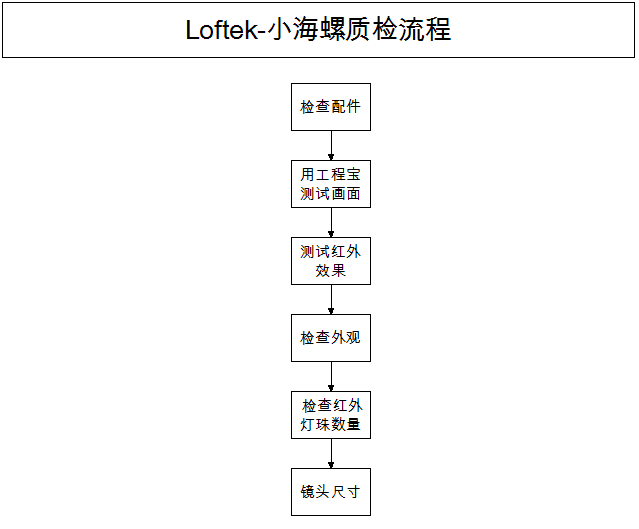 Loftek-小海螺质检流程
检查配件
用工程宝
测试画面
测试红外
效果
检查外观
检查红外
灯珠数量
镜头尺寸